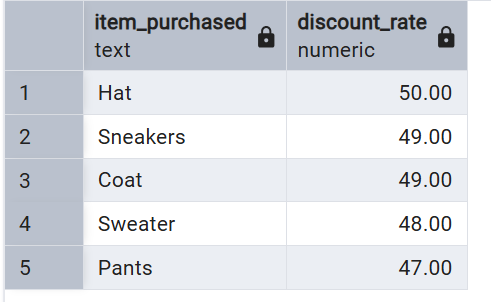 item_purchased discount_rate
text numeric
1 Hat 50.00
2 Sneakers 49.00
3 Coat 49.00
4 Sweater 48.00
5 Pants 47.00